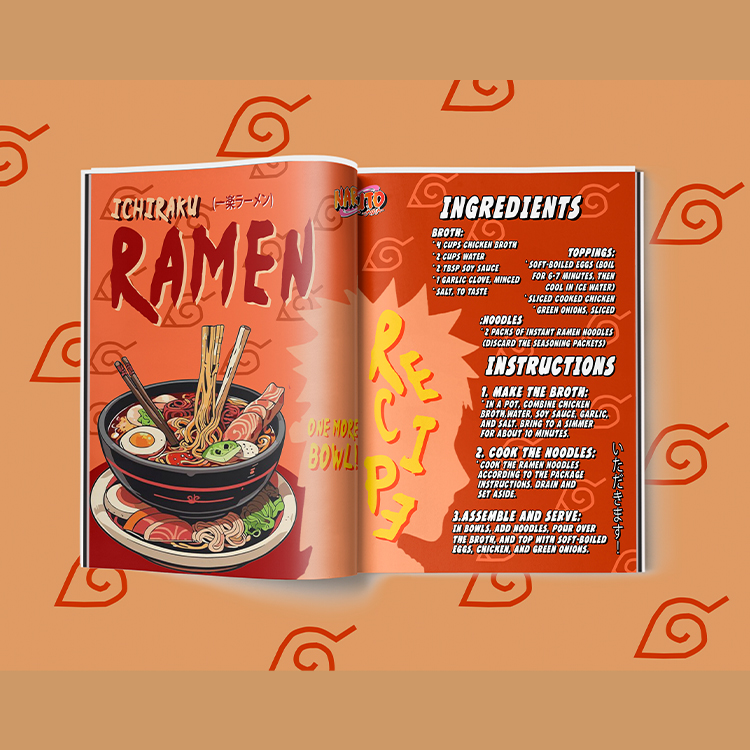 ICHIRAKU (一楽ラーメン)
RAMEN
ONE MORE
BOWL!
NARUTO
RECIPE
INGREDIENTS
BROTH:
*4 CUPS CHICKEN BROTH
*2 CUPS WATER
*2 TBSP SOY SAUCE
*1 GARLIC CLOVE, MINCED
*SALT, TO TASTE
TOPPINGS:
*SOFT-BOILED EGGS (BOIL
FOR 6-7 MINUTES, THEN
COOL IN ICE WATER)
*SLICED COOKED CHICKEN
*GREEN ONIONS, SLICED
:NOODLES
*2 PACKS OF INSTANT RAMEN NOODLES
(DISCARD THE SEASONING PACKETS)
INSTRUCTIONS
1. MAKE THE BROTH:
*IN A POT, COMBINE CHICKEN
BROTH,WATER, SOY SAUCE, GARLIC,
AND SALT. BRING TO A SIMMER
FOR ABOUT 10 MINUTES.
2. COOK THE NOODLES:
*COOK THE RAMEN NOODLES
ACCORDING TO THE PACKAGE
INSTRUCTIONS. DRAIN AND
SET ASIDE.
3.ASSEMBLE AND SERVE:
IN BOWLS, ADD NOODLES, POUR OVER
THE BROTH, AND TOP WITH SOFT-BOILED
EGGS, CHICKEN, AND GREEN ONIONS.
いただきますー!